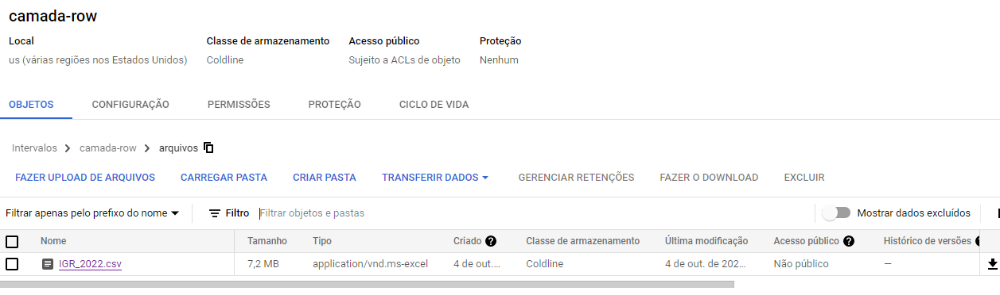 camada-row
Local Classe de armazenamento Acesso público Proteção
us (várias regiões nos Estados Unidos) Coldline Sujeito a ACLs de objeto Nenhum
OBJETOS CONFIGURAÇÃO PERMISSÕES PROTEÇÃO CICLO DE VIDA
Intervalos camada-row arquivos
FAZER UPLOAD DE ARQUIVOS CARREGAR PASTA CRIAR PASTA TRANSFERIR DADOS GERENCIAR RETENÇÕES FAZER O DOWNLOAD EXCLUIR
Filtrar apenas pelo prefixo do nome Filtro Filtrar objetos e pastas Mostrar dados excluídos
Nome Tamanho Tipo Criado Classe de armazenamento Última modificação Acesso público Histórico de versões
IGR_2022.csv 7,2 MB application/vnd.ms-excel 4 de out.... Coldline 4 de out. de 202... Não público —